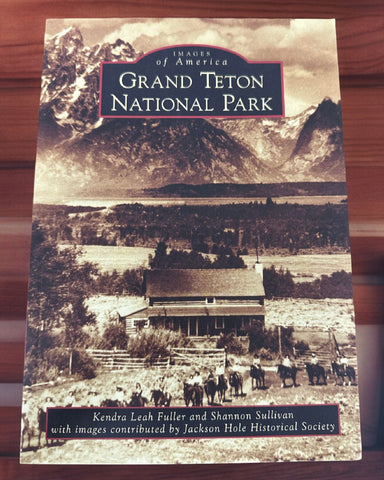 IMAGES
of America
GRAND TETON
NATIONAL PARK
Kendra Leah Fuller and Shannon Sullivan
with images contributed by Jackson Hole Historical Society